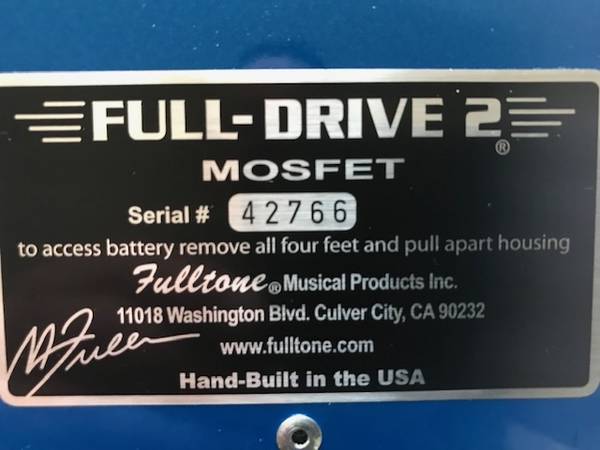 FULL-DRIVE 2®
MOSFET
Serial # 42766
to access battery remove all four feet and pull apart housing
Fulltone® Musical Products Inc.
11018 Washington Blvd. Culver City, CA 90232
M Fuller
www.fulltone.com
Hand-Built in the USA